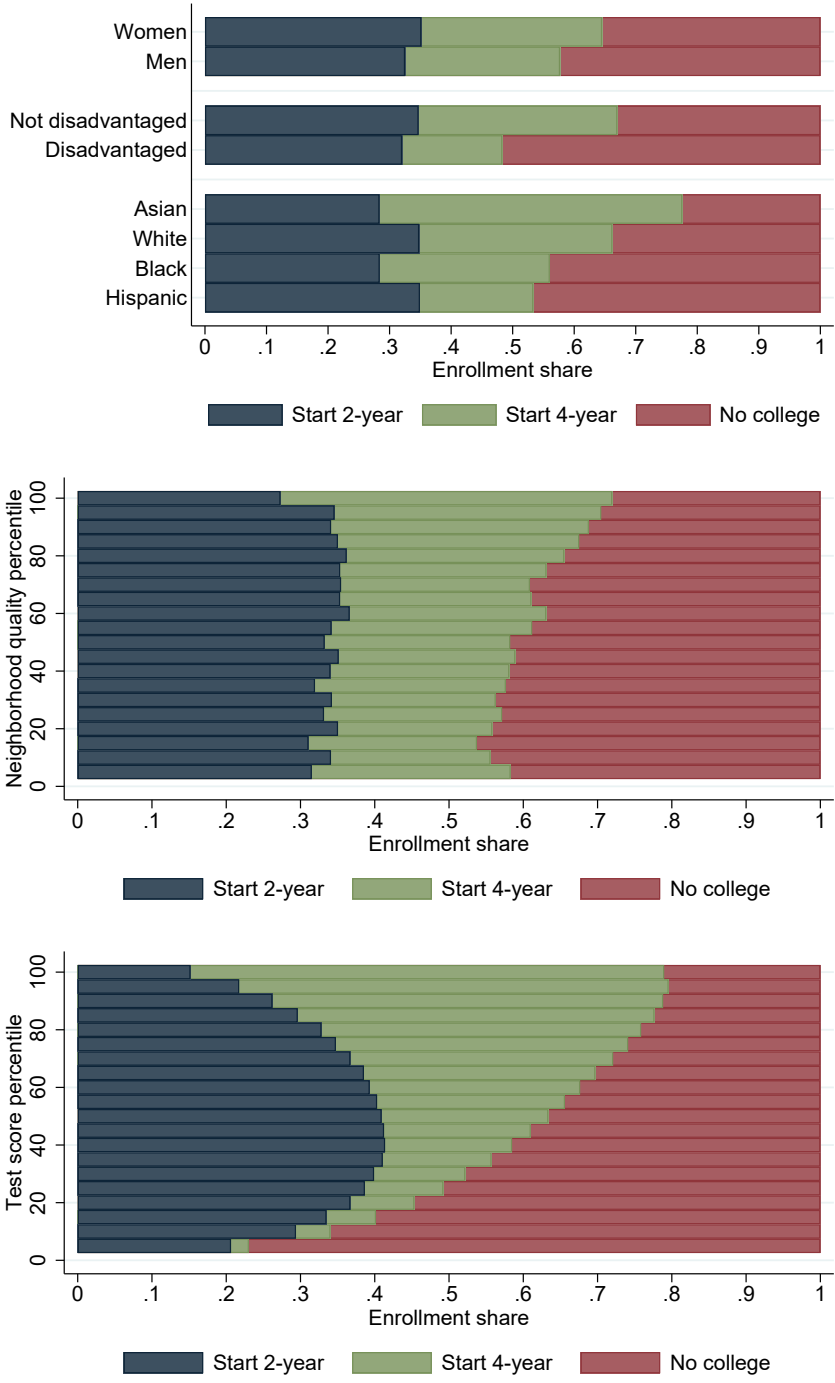 Women
Men
Not disadvantaged
Disadvantaged
Asian
White
Black
Hispanic
0 .1 .2 .3 .4 .5 .6 .7 .8 .9 1
Enrollment share
Start 2-year Start 4-year No college
Neighborhood quality percentile
100
80
60
40
20
0
0 .1 .2 .3 .4 .5 .6 .7 .8 .9 1
Enrollment share
Start 2-year Start 4-year No college
Test score percentile
100
80
60
40
20
0
0 .1 .2 .3 .4 .5 .6 .7 .8 .9 1
Enrollment share
Start 2-year Start 4-year No college